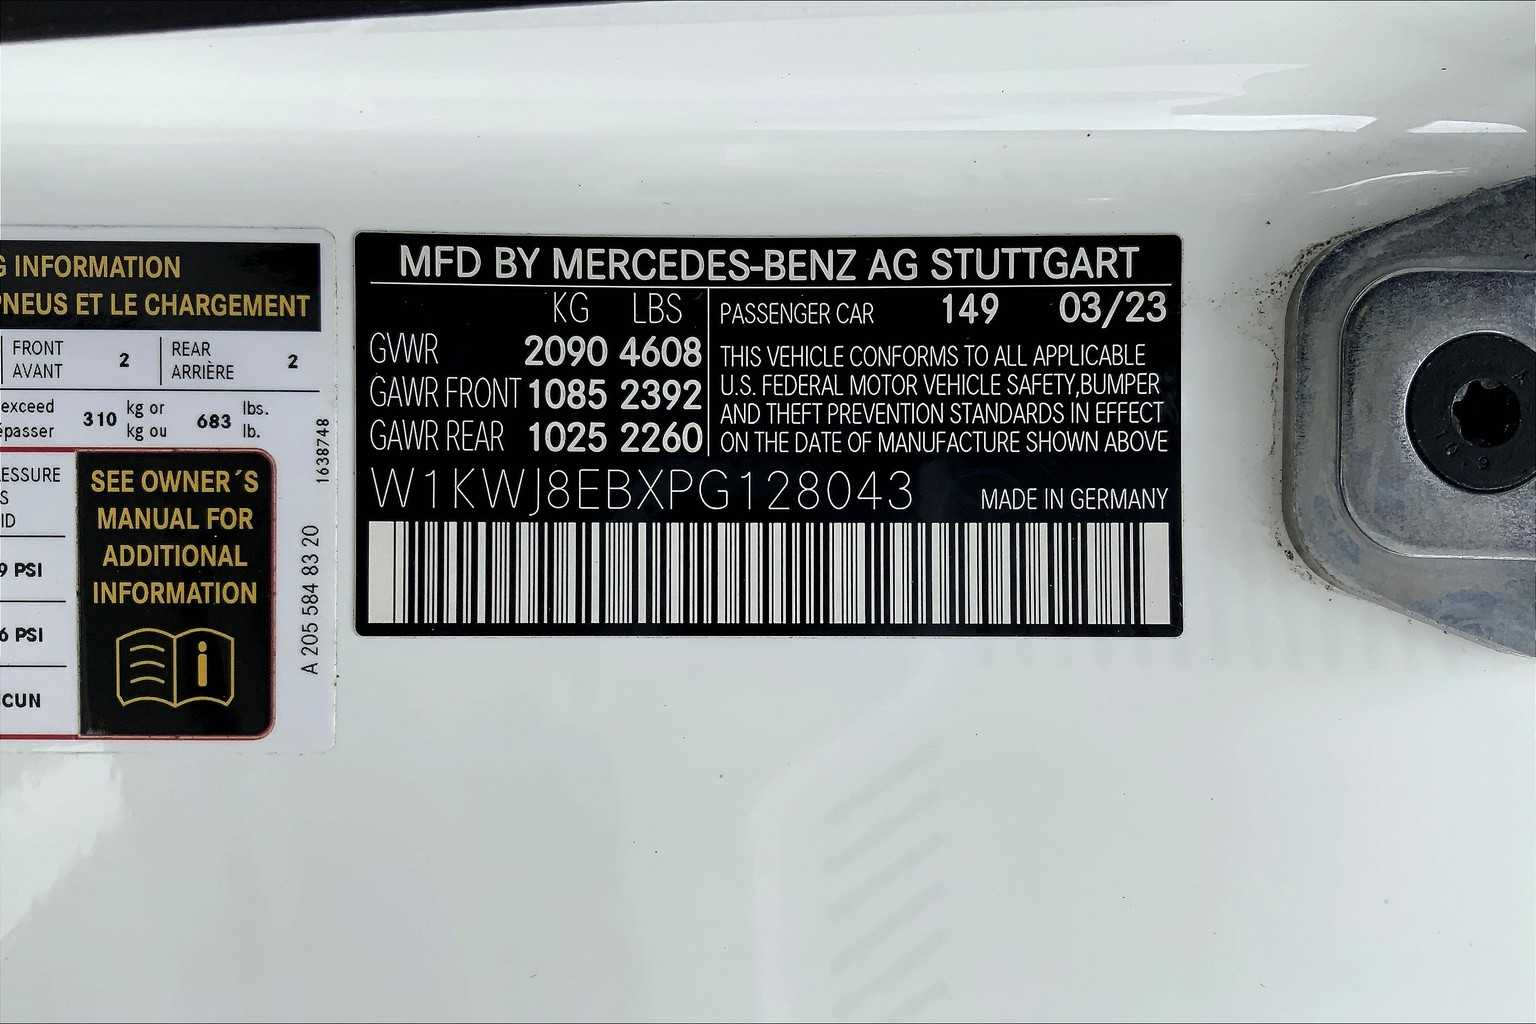 G INFORMATION
PNEUS ET LE CHARGEMENT
FRONT 2 REAR 2
AVANT ARRIÈRE
exceed 310 kg or 683 lbs.
épasser kg ou lb.
ESSURE
S
ID
9 PSI
6 PSI
CUN
SEE OWNER´S
MANUAL FOR
ADDITIONAL
INFORMATION
i
1638748
A 205 584 83 20
MFD BY MERCEDES-BENZ AG STUTTGART
KG LBS
GVWR 2090 4608
GAWR FRONT 1085 2392
GAWR REAR 1025 2260
PASSENGER CAR 149 03/23
THIS VEHICLE CONFORMS TO ALL APPLICABLE
U.S. FEDERAL MOTOR VEHICLE SAFETY,BUMPER
AND THEFT PREVENTION STANDARDS IN EFFECT
ON THE DATE OF MANUFACTURE SHOWN ABOVE
W1KWJ8EBXPG128043 MADE IN GERMANY
10.9